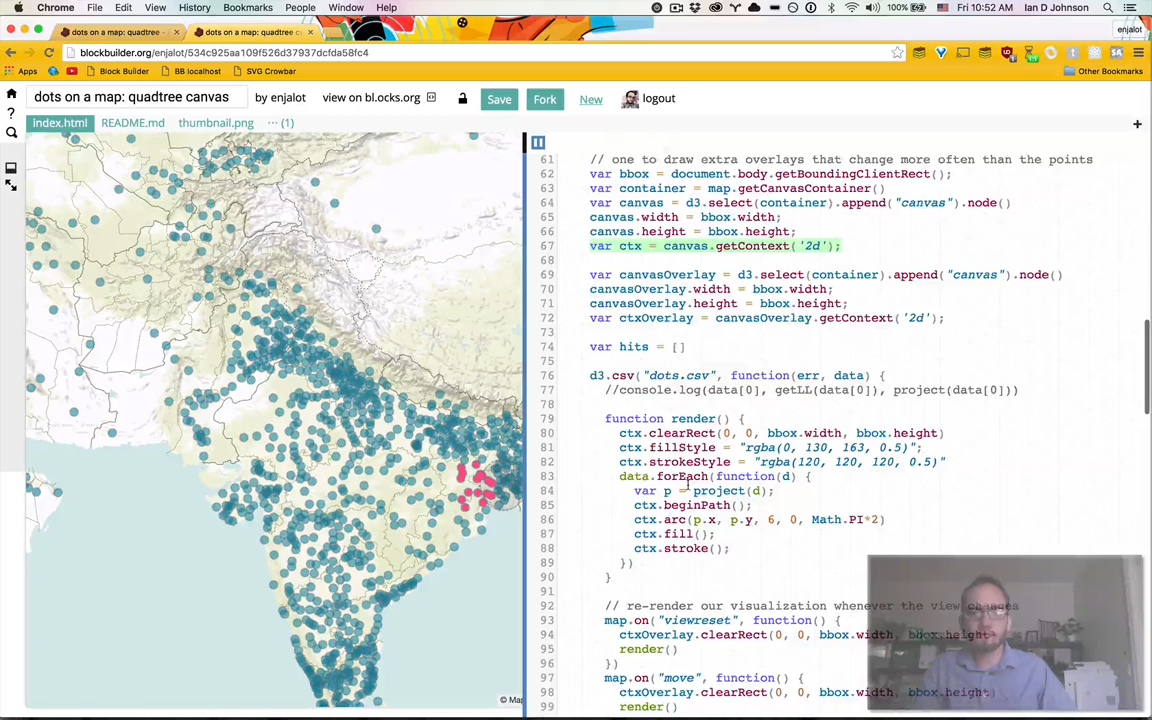 Chrome File Edit View History Bookmarks People Window Help 100% Fri 10:52 AM Ian D Johnson
dots on a map: quadtree dots on a map: quadtree c enjalot
blockbuilder.org/enjalot/534c925aa109f526d37937dcfda58fc4
Apps Block Builder BB localhost SVG Crowbar Other Bookmarks
dots on a map: quadtree canvas by enjalot view on bl.ocks.org Save Fork New logout
index.html README.md thumbnail.png ··· (1) +
61 // one to draw extra overlays that change more often than the points
62 var bbox = document.body.getBoundingClientRect();
63 var container = map.getCanvasContainer()
64 var canvas = d3.select(container).append("canvas").node()
65 canvas.width = bbox.width;
66 canvas.height = bbox.height;
67 var ctx = canvas.getContext('2d');
68
69 var canvasOverlay = d3.select(container).append("canvas").node()
70 canvasOverlay.width = bbox.width;
71 canvasOverlay.height = bbox.height;
72 var ctxOverlay = canvasOverlay.getContext('2d');
73
74 var hits = []
75
76 d3.csv("dots.csv", function(err, data) {
77 //console.log(data[0], getLL(data[0]), project(data[0]))
78
79 function render() {
80 ctx.clearRect(0, 0, bbox.width, bbox.height)
81 ctx.fillStyle = "rgba(0, 130, 163, 0.5)";
82 ctx.strokeStyle = "rgba(120, 120, 120, 0.5)"
83 data.forEach(function(d) {
84 var p = project(d);
85 ctx.beginPath();
86 ctx.arc(p.x, p.y, 6, 0, Math.PI*2)
87 ctx.fill();
88 ctx.stroke();
89 })
90 }
91
92 // re-render our visualization whenever the view changes
93 map.on("viewreset", function() {
94 ctxOverlay.clearRect(0, 0, bbox.width, bbox.height)
95 render()
96 })
97 map.on("move", function() {
98 ctxOverlay.clearRect(0, 0, bbox.width, bbox.height)
99 render()
© Ma